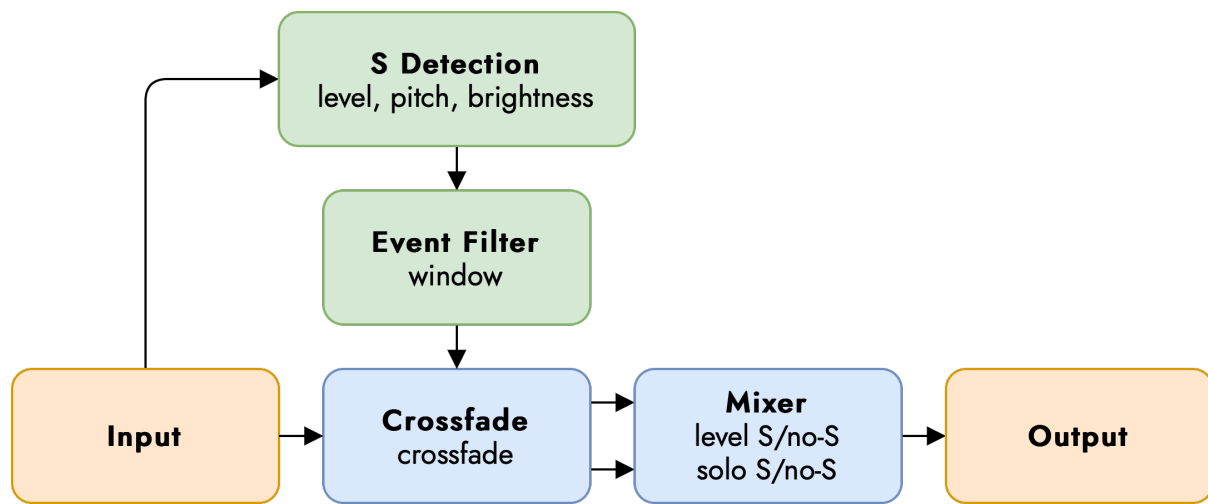 S Detection
level, pitch, brightness
Event Filter
window
Input
Crossfade
crossfade
Mixer
level S/no-S
solo S/no-S
Output